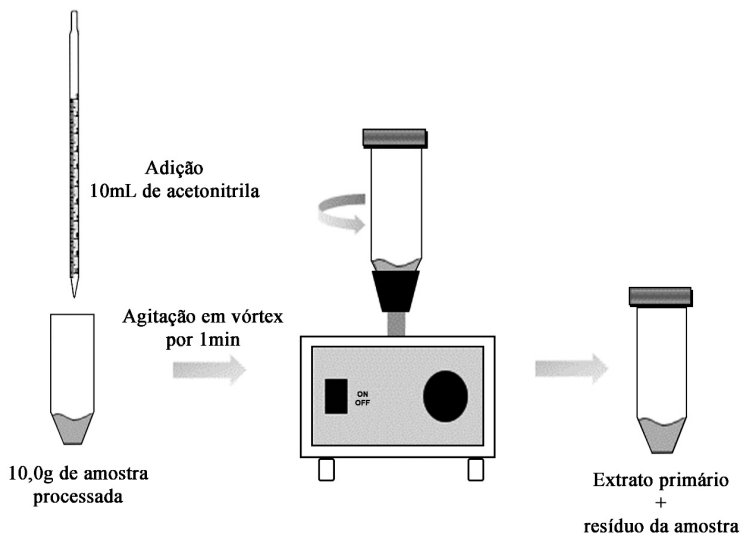 Adição
10mL de acetonitrila
Agitação em vórtex
por 1min
10,0g de amostra
processada
ON
OFF
Extrato primário
+
resíduo da amostra